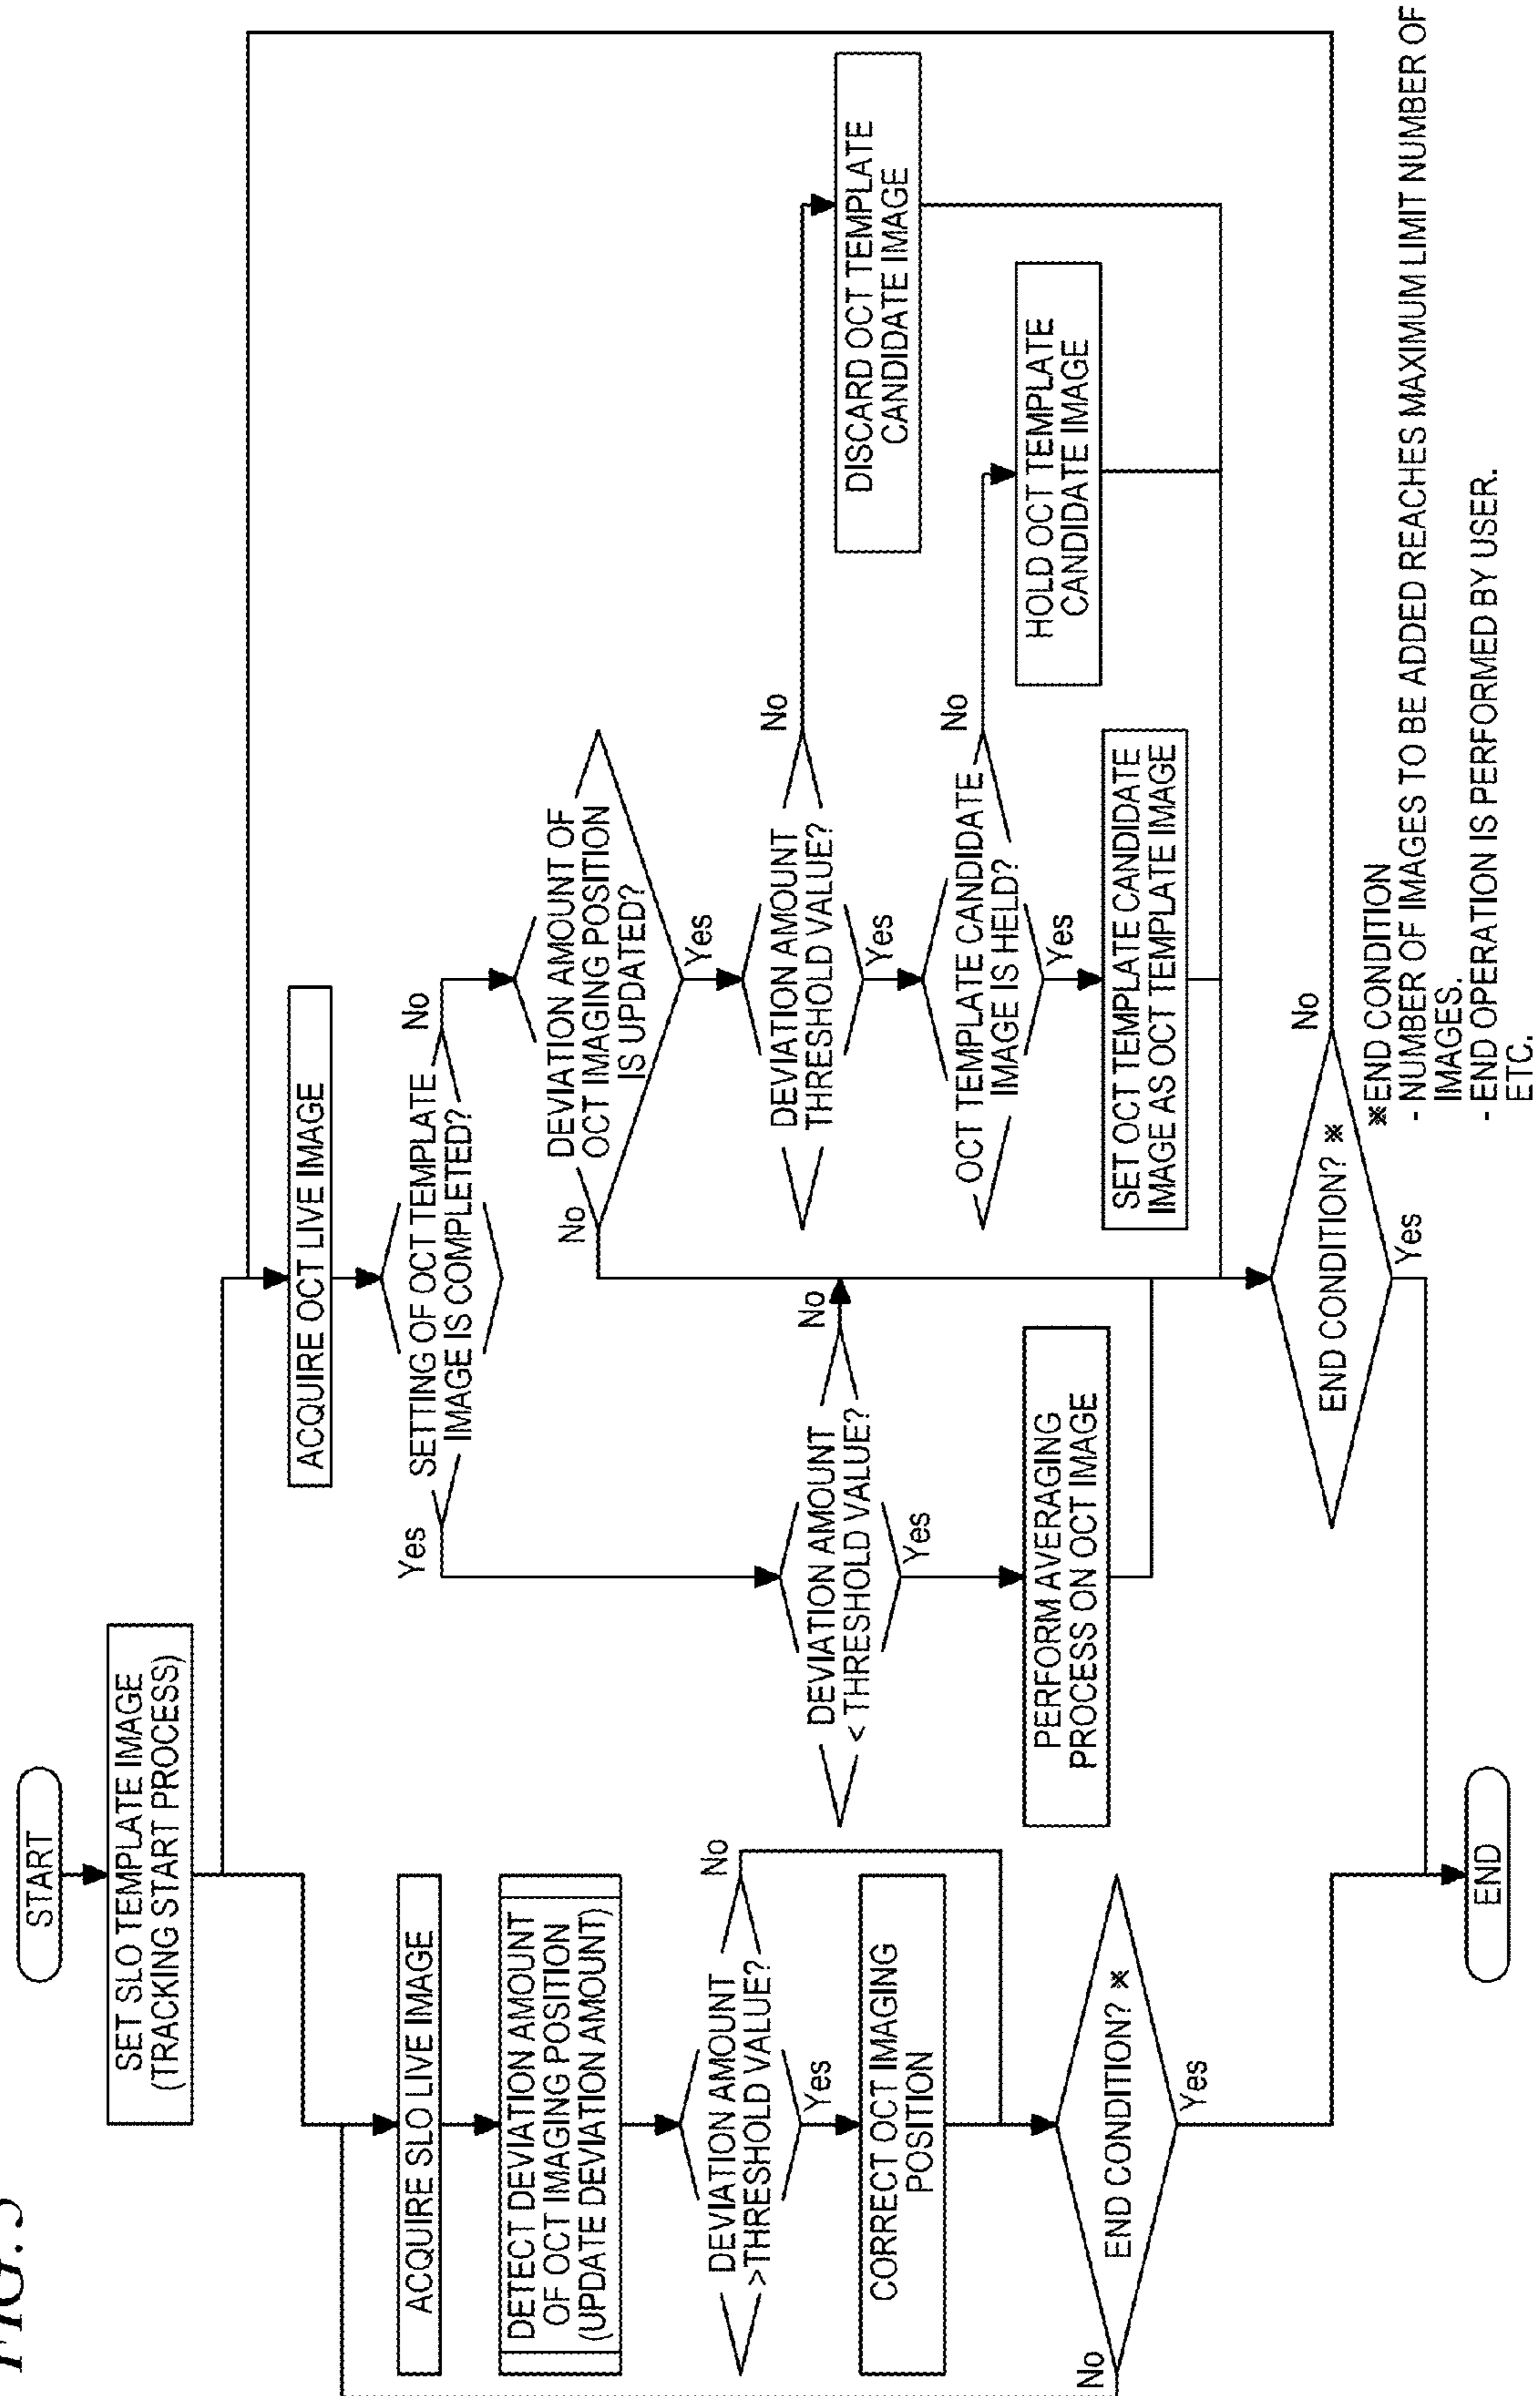 FIG. 5
START
SET SLO TEMPLATE IMAGE
(TRACKING START PROCESS)
ACQUIRE SLO LIVE IMAGE
DETECT DEVIATION AMOUNT
OF OCT IMAGING POSITION
(UPDATE DEVIATION AMOUNT)
DEVIATION AMOUNT
>THRESHOLD VALUE?
No
Yes
CORRECT OCT IMAGING
POSITION
END CONDITION? ※
No
Yes
ACQUIRE OCT LIVE IMAGE
SETTING OF OCT TEMPLATE
IMAGE IS COMPLETED?
Yes
No
DEVIATION AMOUNT
< THRESHOLD VALUE?
No
Yes
PERFORM AVERAGING
PROCESS ON OCT IMAGE
DEVIATION AMOUNT OF
OCT IMAGING POSITION
IS UPDATED?
No
Yes
DEVIATION AMOUNT
THRESHOLD VALUE?
No
Yes
DISCARD OCT TEMPLATE
CANDIDATE IMAGE
OCT TEMPLATE CANDIDATE
IMAGE IS HELD?
No
Yes
HOLD OCT TEMPLATE
CANDIDATE IMAGE
SET OCT TEMPLATE CANDIDATE
IMAGE AS OCT TEMPLATE IMAGE
END CONDITION? ※
No
Yes
END
※END CONDITION
- NUMBER OF IMAGES TO BE ADDED REACHES MAXIMUM LIMIT NUMBER OF
IMAGES.
- END OPERATION IS PERFORMED BY USER.
ETC.